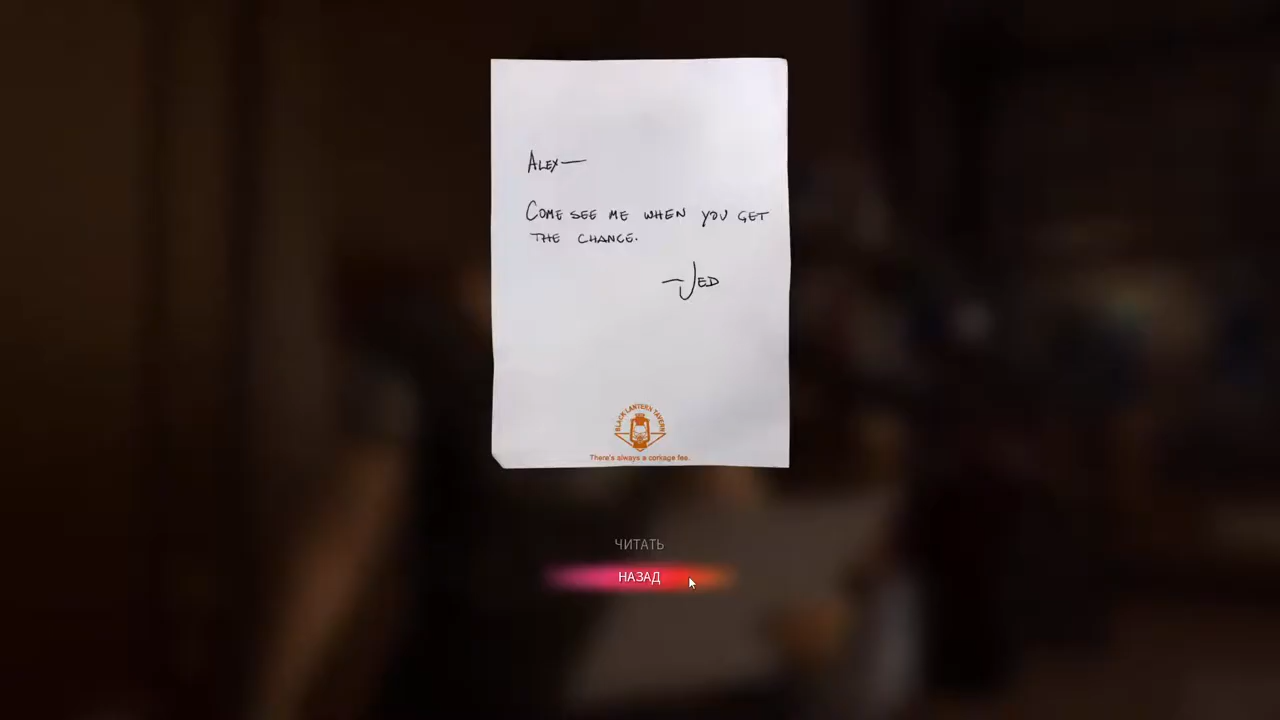 ALEX—
COME SEE ME WHEN YOU GET
THE CHANCE.
—JED
BLACK LANTERN TAVERN
There's always a corkage fee.
ЧИТАТЬ
НАЗАД